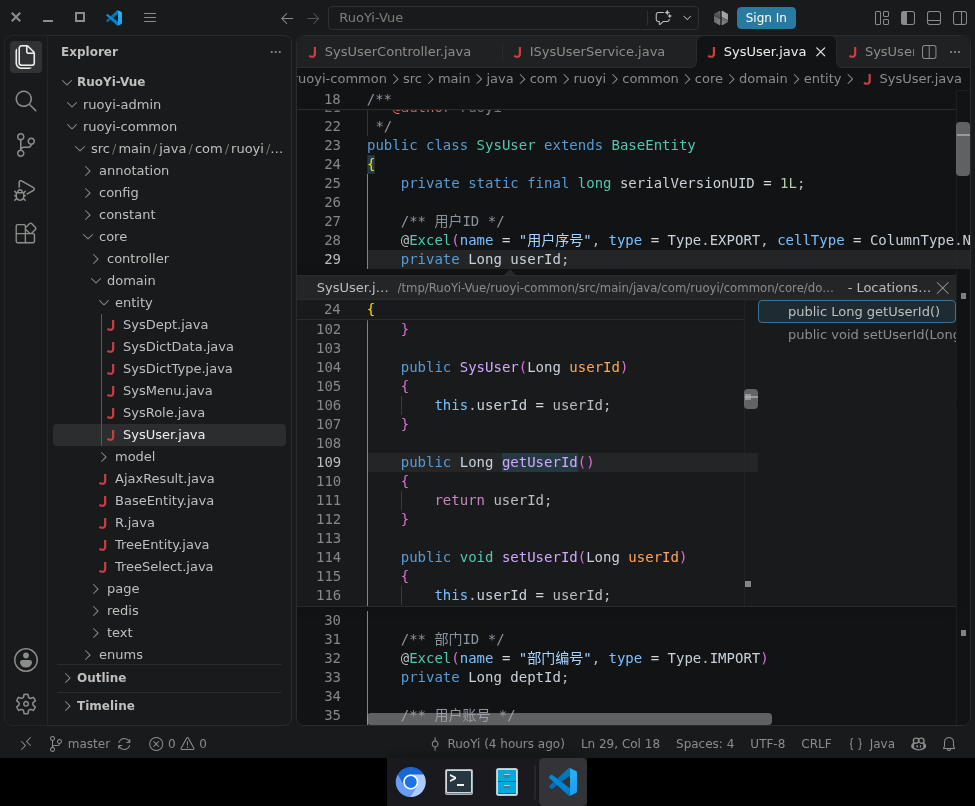 RuoYi-Vue
Sign In
Explorer
RuoYi-Vue
ruoyi-admin
ruoyi-common
src/main/java/com/ruoyi/...
annotation
config
constant
core
controller
domain
entity
SysDept.java
SysDictData.java
SysDictType.java
SysMenu.java
SysRole.java
SysUser.java
model
AjaxResult.java
BaseEntity.java
R.java
TreeEntity.java
TreeSelect.java
page
redis
text
enums
Outline
Timeline
SysUserController.java
ISysUserService.java
SysUser.java
SysUser
ruoyi-common > src > main > java > com > ruoyi > common > core > domain > entity > SysUser.java
18 /**
21 @author ruoyi
22 */
23 public class SysUser extends BaseEntity
24 {
25 private static final long serialVersionUID = 1L;
26
27 /** 用户ID */
28 @Excel(name = "用户序号", type = Type.EXPORT, cellType = ColumnType.N
29 private Long userId;
SysUser.j... /tmp/RuoYi-Vue/ruoyi-common/src/main/java/com/ruoyi/common/core/do... - Locations...
24 {
102 }
103
104 public SysUser(Long userId)
105 {
106 this.userId = userId;
107 }
108
109 public Long getUserId()
110 {
111 return userId;
112 }
113
114 public void setUserId(Long userId)
115 {
116 this.userId = userId;
public Long getUserId()
public void setUserId(Long
30
31 /** 部门ID */
32 @Excel(name = "部门编号", type = Type.IMPORT)
33 private Long deptId;
34
35 /** 用户账号 */
master
0
0
RuoYi (4 hours ago)
Ln 29, Col 18
Spaces: 4
UTF-8
CRLF
{ } Java